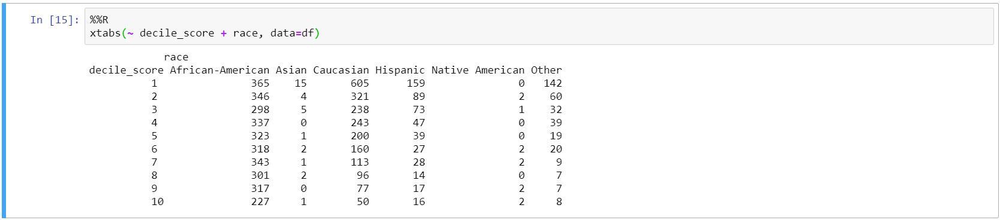 In [15]: %%R
xtabs(~ decile_score + race, data=df)
race
decile_score African-American Asian Caucasian Hispanic Native American Other
1 365 15 605 159 0 142
2 346 4 321 89 2 60
3 298 5 238 73 1 32
4 337 0 243 47 0 39
5 323 1 200 39 0 19
6 318 2 160 27 2 20
7 343 1 113 28 2 9
8 301 2 96 14 0 7
9 317 0 77 17 2 7
10 227 1 50 16 2 8